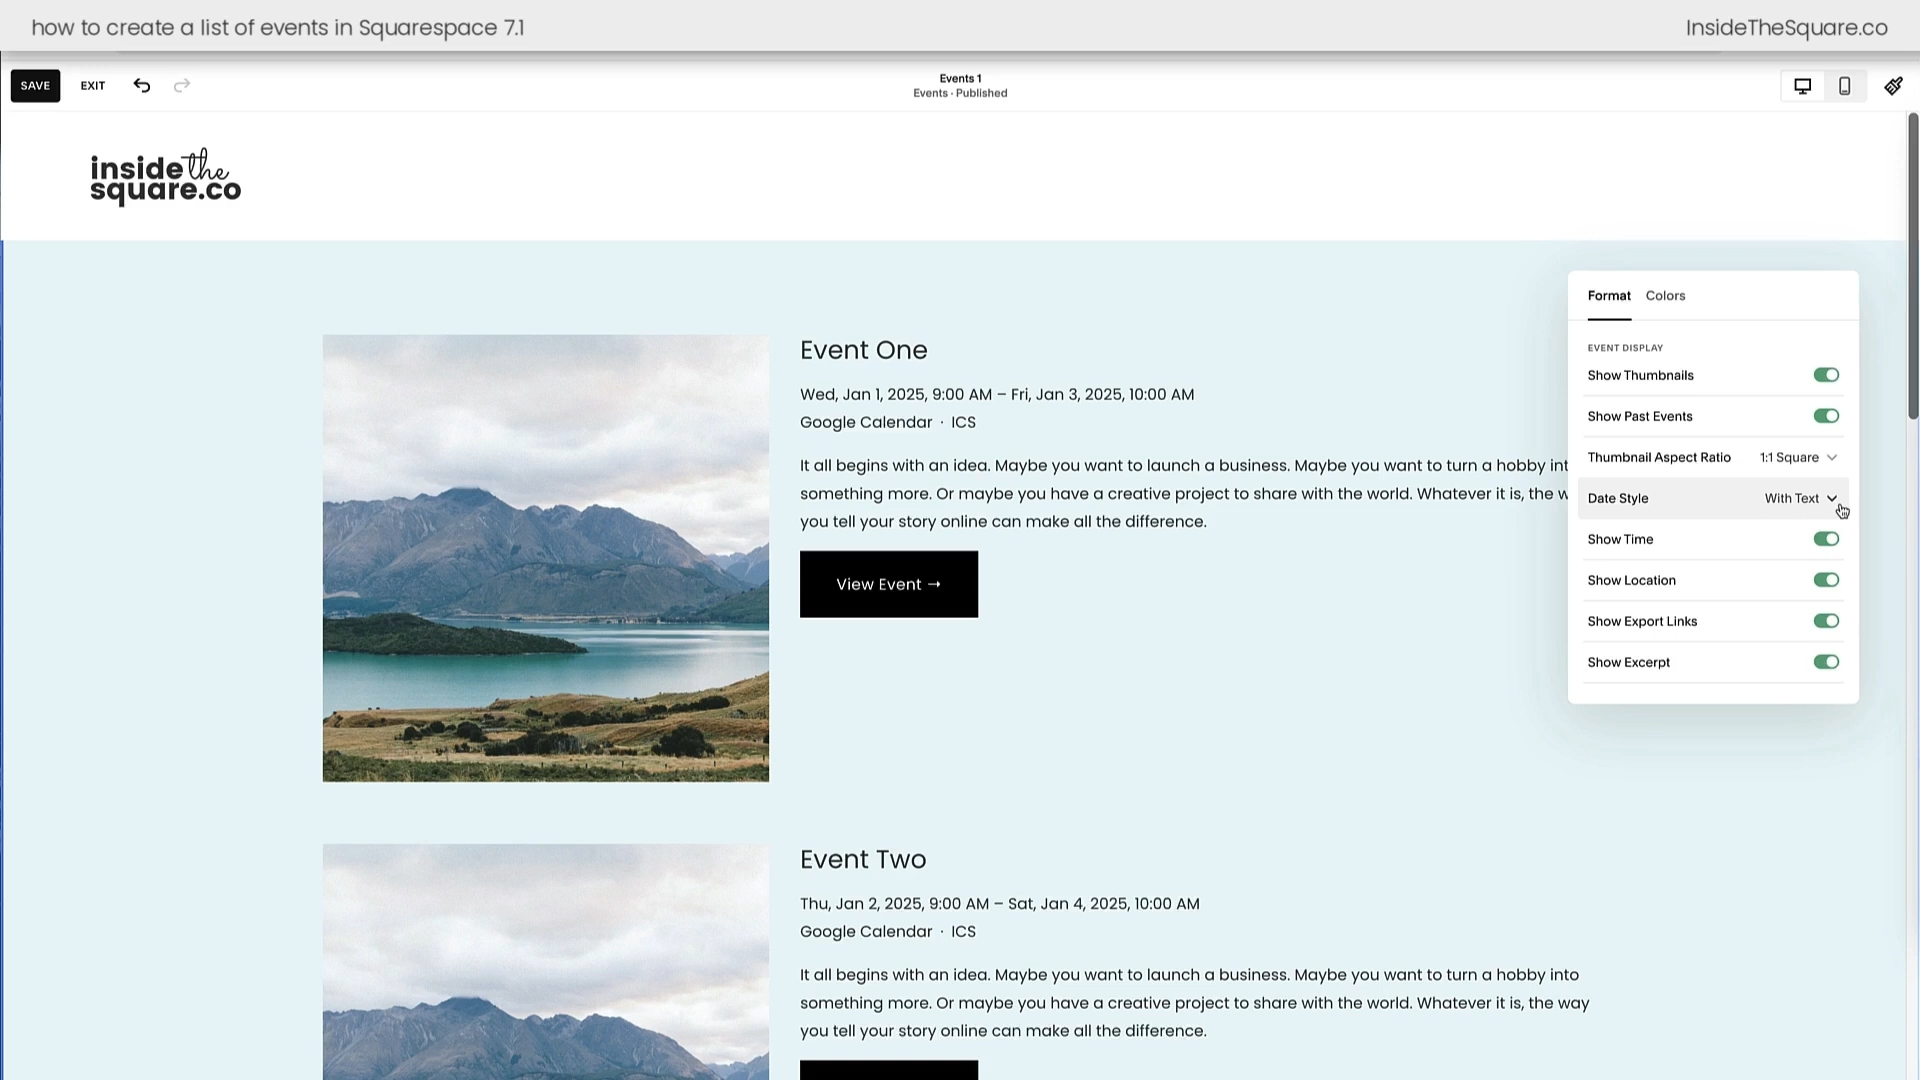 how to create a list of events in Squarespace 7.1
InsideTheSquare.co
SAVE
EXIT
Events 1
Events · Published
inside the
square.co
Event One
Wed, Jan 1, 2025, 9:00 AM – Fri, Jan 3, 2025, 10:00 AM
Google Calendar · ICS
It all begins with an idea. Maybe you want to launch a business. Maybe you want to turn a hobby int
something more. Or maybe you have a creative project to share with the world. Whatever it is, the w
you tell your story online can make all the difference.
View Event →
Format
Colors
EVENT DISPLAY
Show Thumbnails
Show Past Events
Thumbnail Aspect Ratio 1:1 Square
Date Style With Text
Show Time
Show Location
Show Export Links
Show Excerpt
Event Two
Thu, Jan 2, 2025, 9:00 AM – Sat, Jan 4, 2025, 10:00 AM
Google Calendar · ICS
It all begins with an idea. Maybe you want to launch a business. Maybe you want to turn a hobby into
something more. Or maybe you have a creative project to share with the world. Whatever it is, the way
you tell your story online can make all the difference.